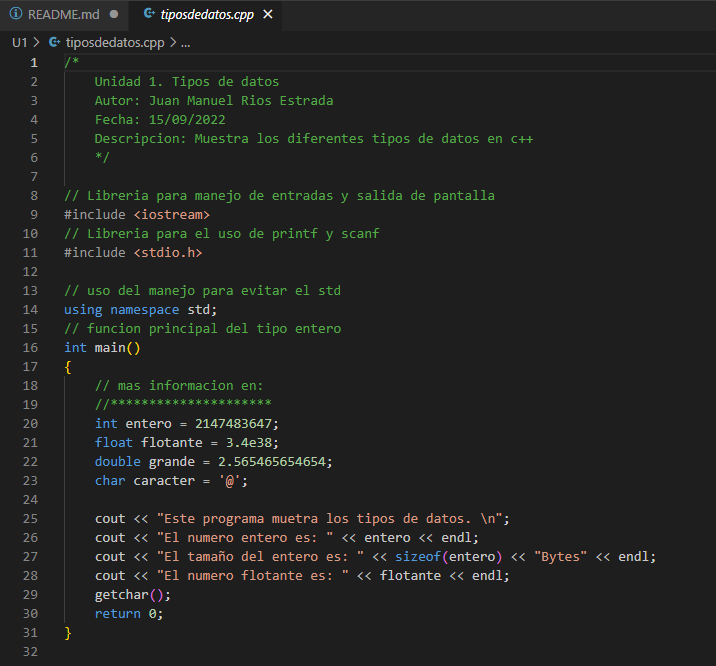 README.md
tiposdedatos.cpp
U1 > tiposdedatos.cpp > ...
1 /*
2     Unidad 1. Tipos de datos
3     Autor: Juan Manuel Rios Estrada
4     Fecha: 15/09/2022
5     Descripcion: Muestra los diferentes tipos de datos en c++
6     */
7
8 // Libreria para manejo de entradas y salida de pantalla
9 #include <iostream>
10 // Libreria para el uso de printf y scanf
11 #include <stdio.h>
12
13 // uso del manejo para evitar el std
14 using namespace std;
15 // funcion principal del tipo entero
16 int main()
17 {
18     // mas informacion en:
19     //*********************
20     int entero = 2147483647;
21     float flotante = 3.4e38;
22     double grande = 2.565465654654;
23     char caracter = '@';
24
25     cout << "Este programa muetra los tipos de datos. \n";
26     cout << "El numero entero es: " << entero << endl;
27     cout << "El tamaño del entero es: " << sizeof(entero) << "Bytes" << endl;
28     cout << "El numero flotante es: " << flotante << endl;
29     getchar();
30     return 0;
31 }
32